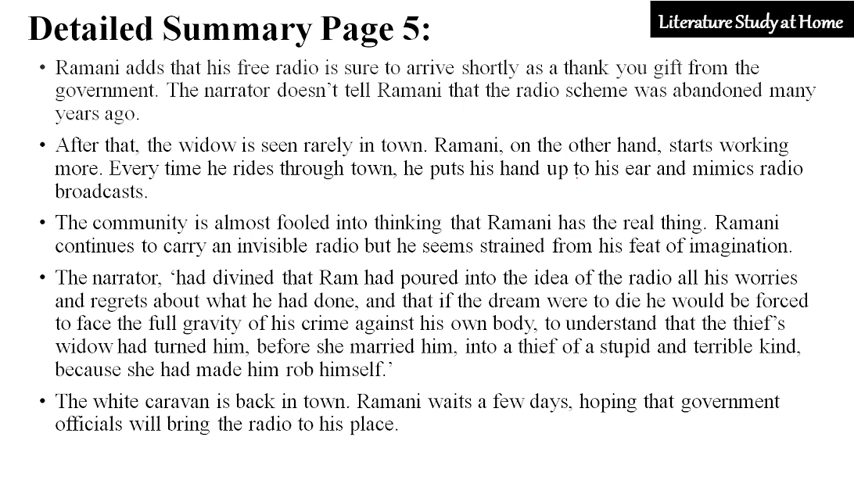 Detailed Summary Page 5:
Literature Study at Home
• Ramani adds that his free radio is sure to arrive shortly as a thank you gift from the
government. The narrator doesn't tell Ramani that the radio scheme was abandoned many
years ago.
• After that, the widow is seen rarely in town. Ramani, on the other hand, starts working
more. Every time he rides through town, he puts his hand up to his ear and mimics radio
broadcasts.
• The community is almost fooled into thinking that Ramani has the real thing. Ramani
continues to carry an invisible radio but he seems strained from his feat of imagination.
• The narrator, 'had divined that Ram had poured into the idea of the radio all his worries
and regrets about what he had done, and that if the dream were to die he would be forced
to face the full gravity of his crime against his own body, to understand that the thief's
widow had turned him, before she married him, into a thief of a stupid and terrible kind,
because she had made him rob himself.'
• The white caravan is back in town. Ramani waits a few days, hoping that government
officials will bring the radio to his place.